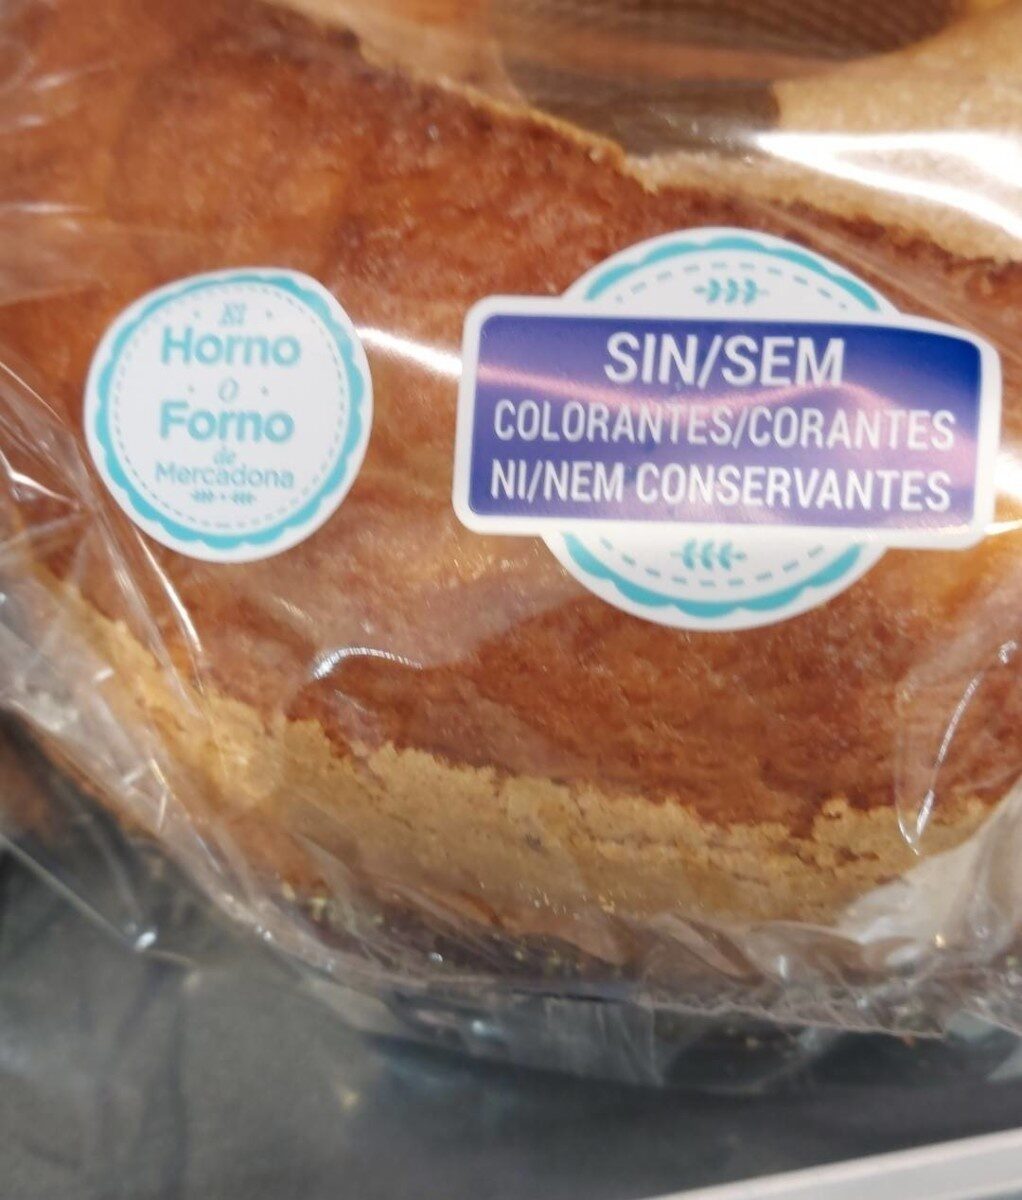 El
Horno
O
Forno
de
Mercadona
SIN/SEM
COLORANTES/CORANTES
NI/NEM CONSERVANTES